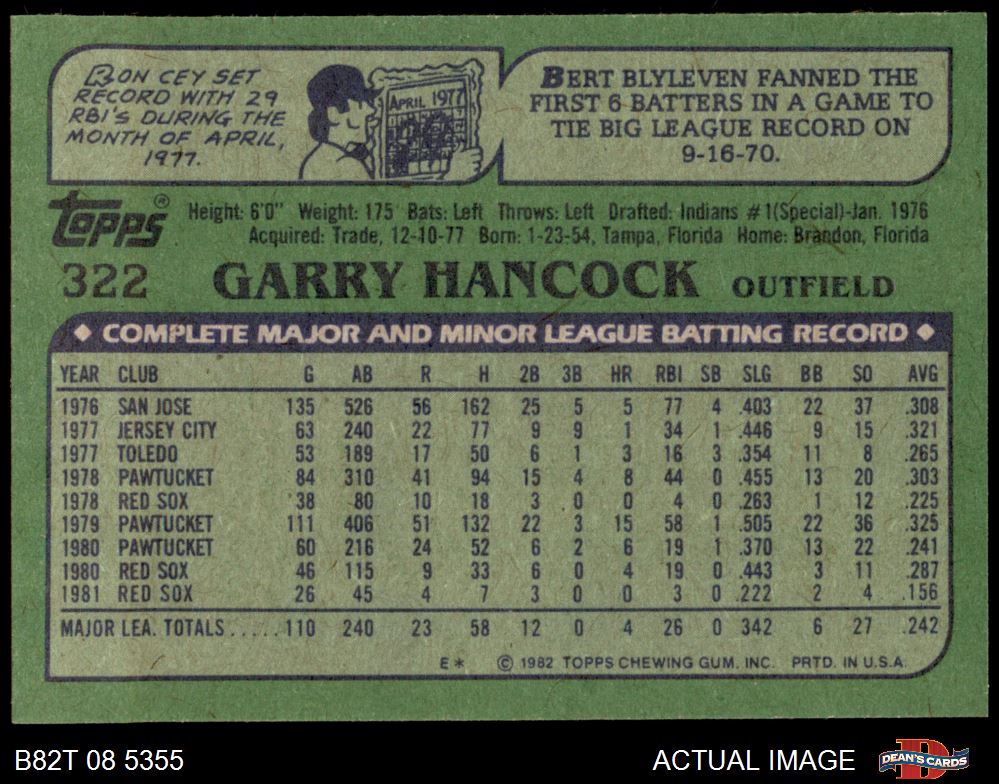 RON CEY SET
RECORD WITH 29
RBI'S DURING THE
MONTH OF APRIL,
1977.
APRIL 1977
29
BERT BLYLEVEN FANNED THE
FIRST 6 BATTERS IN A GAME TO
TIE BIG LEAGUE RECORD ON
9-16-70.
topps®
Height: 6'0" Weight: 175 Bats: Left Throws: Left Drafted: Indians #1(Special)-Jan. 1976
Acquired: Trade, 12-10-77 Born: 1-23-54, Tampa, Florida Home: Brandon, Florida
322 GARRY HANCOCK OUTFIELD
◆ COMPLETE MAJOR AND MINOR LEAGUE BATTING RECORD ◆
YEAR CLUB G AB R H 2B 3B HR RBI SB SLG BB SO AVG
1976 SAN JOSE 135 526 56 162 25 5 5 77 4 .403 22 37 .308
1977 JERSEY CITY 63 240 22 77 9 9 1 34 1 .446 9 15 .321
1977 TOLEDO 53 189 17 50 6 1 3 16 3 .354 11 8 .265
1978 PAWTUCKET 84 310 41 94 15 4 8 44 0 .455 13 20 .303
1978 RED SOX 38 80 10 18 3 0 0 4 0 .263 1 12 .225
1979 PAWTUCKET 111 406 51 132 22 3 15 58 1 .505 22 36 .325
1980 PAWTUCKET 60 216 24 52 6 2 6 19 1 .370 13 22 .241
1980 RED SOX 46 115 9 33 6 0 4 19 0 .443 3 11 .287
1981 RED SOX 26 45 4 7 3 0 0 3 0 .222 2 4 .156
MAJOR LEA. TOTALS.....110 240 23 58 12 0 4 26 0 .342 6 27 .242
E* © 1982 TOPPS CHEWING GUM. INC. PRTD. IN U.S.A.
B82T 08 5355 ACTUAL IMAGE DEAN'S CARDS